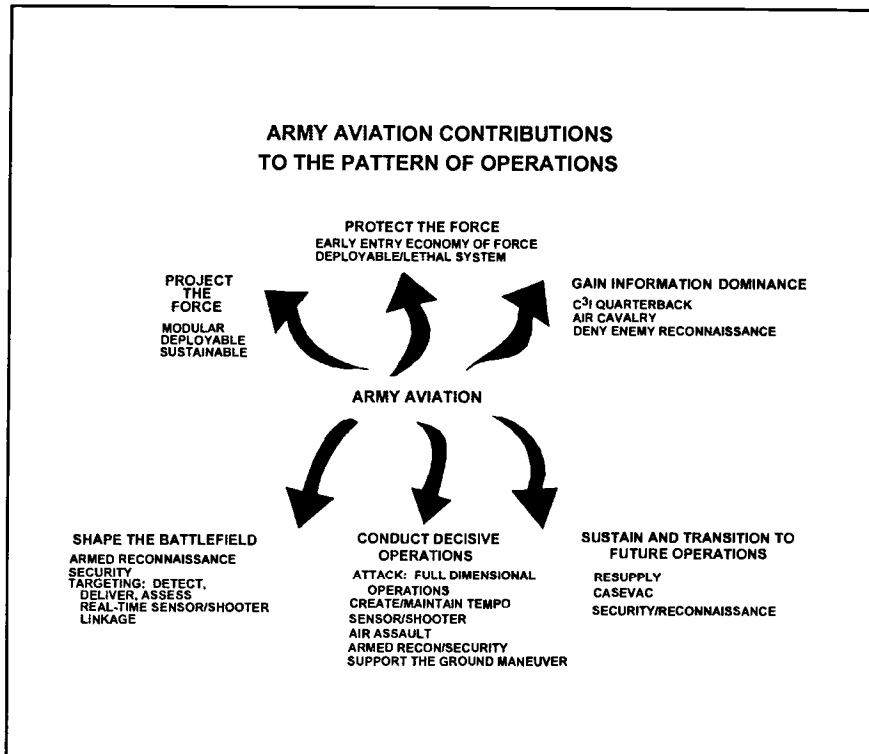 ARMY AVIATION CONTRIBUTIONS
TO THE PATTERN OF OPERATIONS
PROTECT THE FORCE
EARLY ENTRY ECONOMY OF FORCE
DEPLOYABLE/LETHAL SYSTEM
PROJECT
THE
FORCE
MODULAR
DEPLOYABLE
SUSTAINABLE
GAIN INFORMATION DOMINANCE
C³I QUARTERBACK
AIR CAVALRY
DENY ENEMY RECONNAISSANCE
ARMY AVIATION
SHAPE THE BATTLEFIELD
ARMED RECONNAISSANCE
SECURITY
TARGETING: DETECT,
DELIVER, ASSESS
REAL-TIME SENSOR/SHOOTER
LINKAGE
CONDUCT DECISIVE
OPERATIONS
ATTACK: FULL DIMENSIONAL
OPERATIONS
CREATE/MAINTAIN TEMPO
SENSOR/SHOOTER
AIR ASSAULT
ARMED RECON/SECURITY
SUPPORT THE GROUND MANEUVER
SUSTAIN AND TRANSITION TO
FUTURE OPERATIONS
RESUPPLY
CASEVAC
SECURITY/RECONNAISSANCE